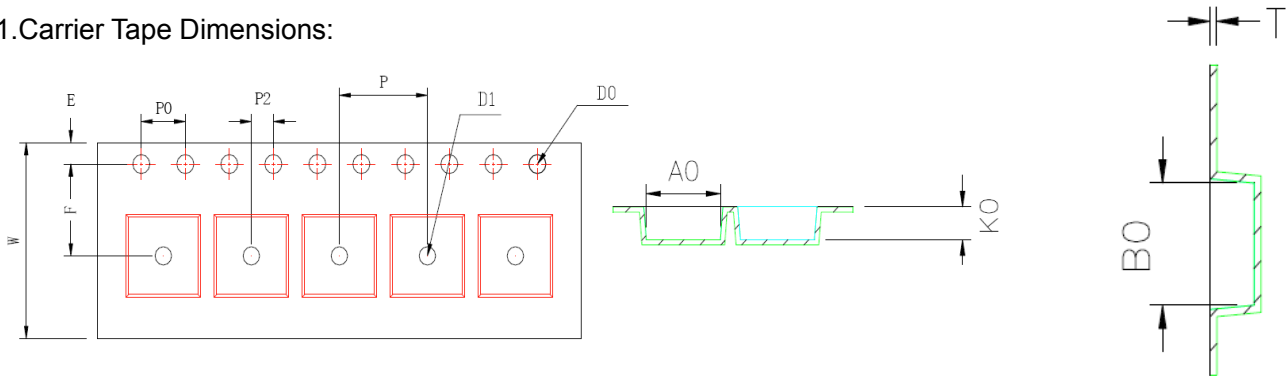 1.Carrier Tape Dimensions:
T
E
P0
P2
P
D1
D0
F
W
A0
K0
B0